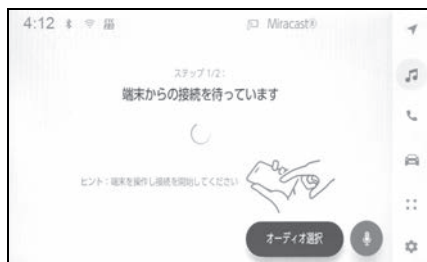 4:12
Miracast®
ステップ1/2：
端末からの接続を待っています
ヒント：端末を操作し接続を開始してください
オーディオ選択